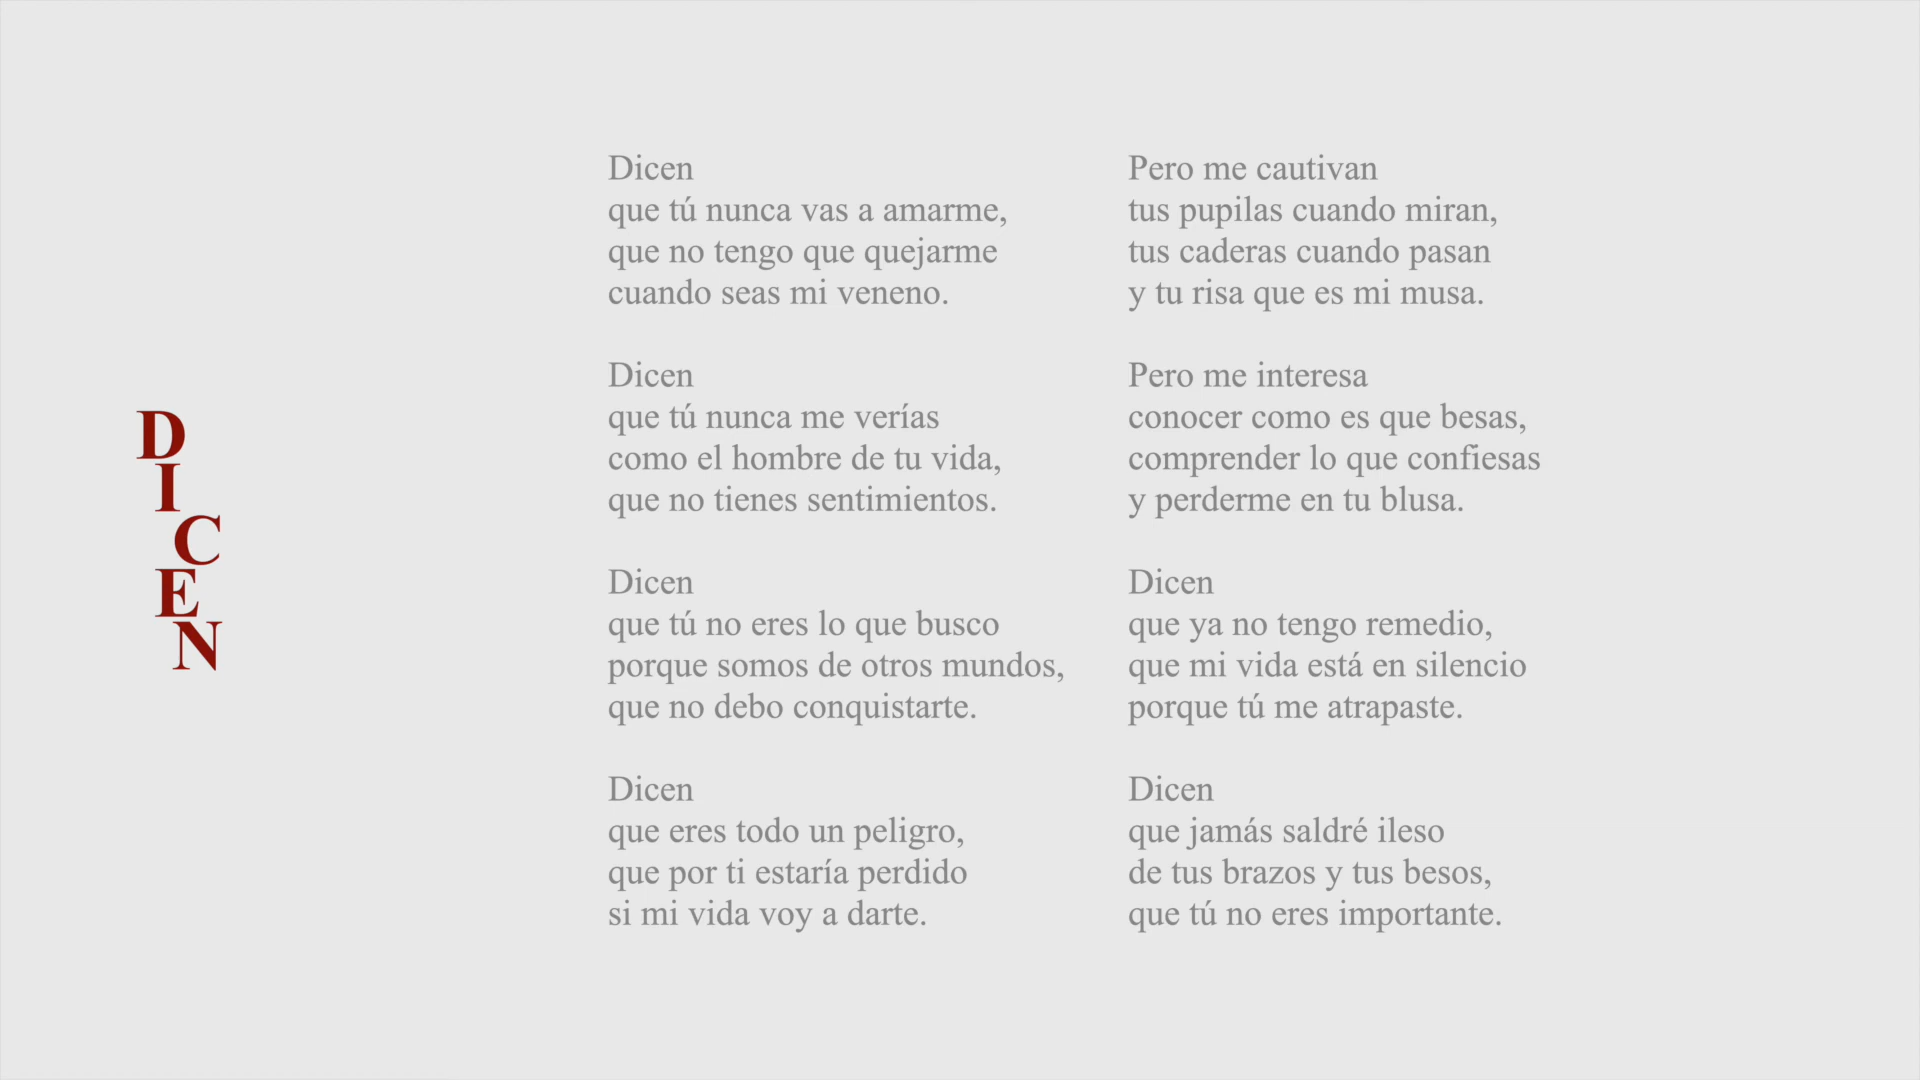 DICEN
Dicen
que tú nunca vas a amarme,
que no tengo que quejarme
cuando seas mi veneno.
Dicen
que tú nunca me verías
como el hombre de tu vida,
que no tienes sentimientos.
Dicen
que tú no eres lo que busco
porque somos de otros mundos,
que no debo conquistarte.
Dicen
que eres todo un peligro,
que por ti estaría perdido
si mi vida voy a darte.
Pero me cautivan
tus pupilas cuando miran,
tus caderas cuando pasan
y tu risa que es mi musa.
Pero me interesa
conocer como es que besas,
comprender lo que confiesas
y perderme en tu blusa.
Dicen
que ya no tengo remedio,
que mi vida está en silencio
porque tú me atrapaste.
Dicen
que jamás saldré ileso
de tus brazos y tus besos,
que tú no eres importante.